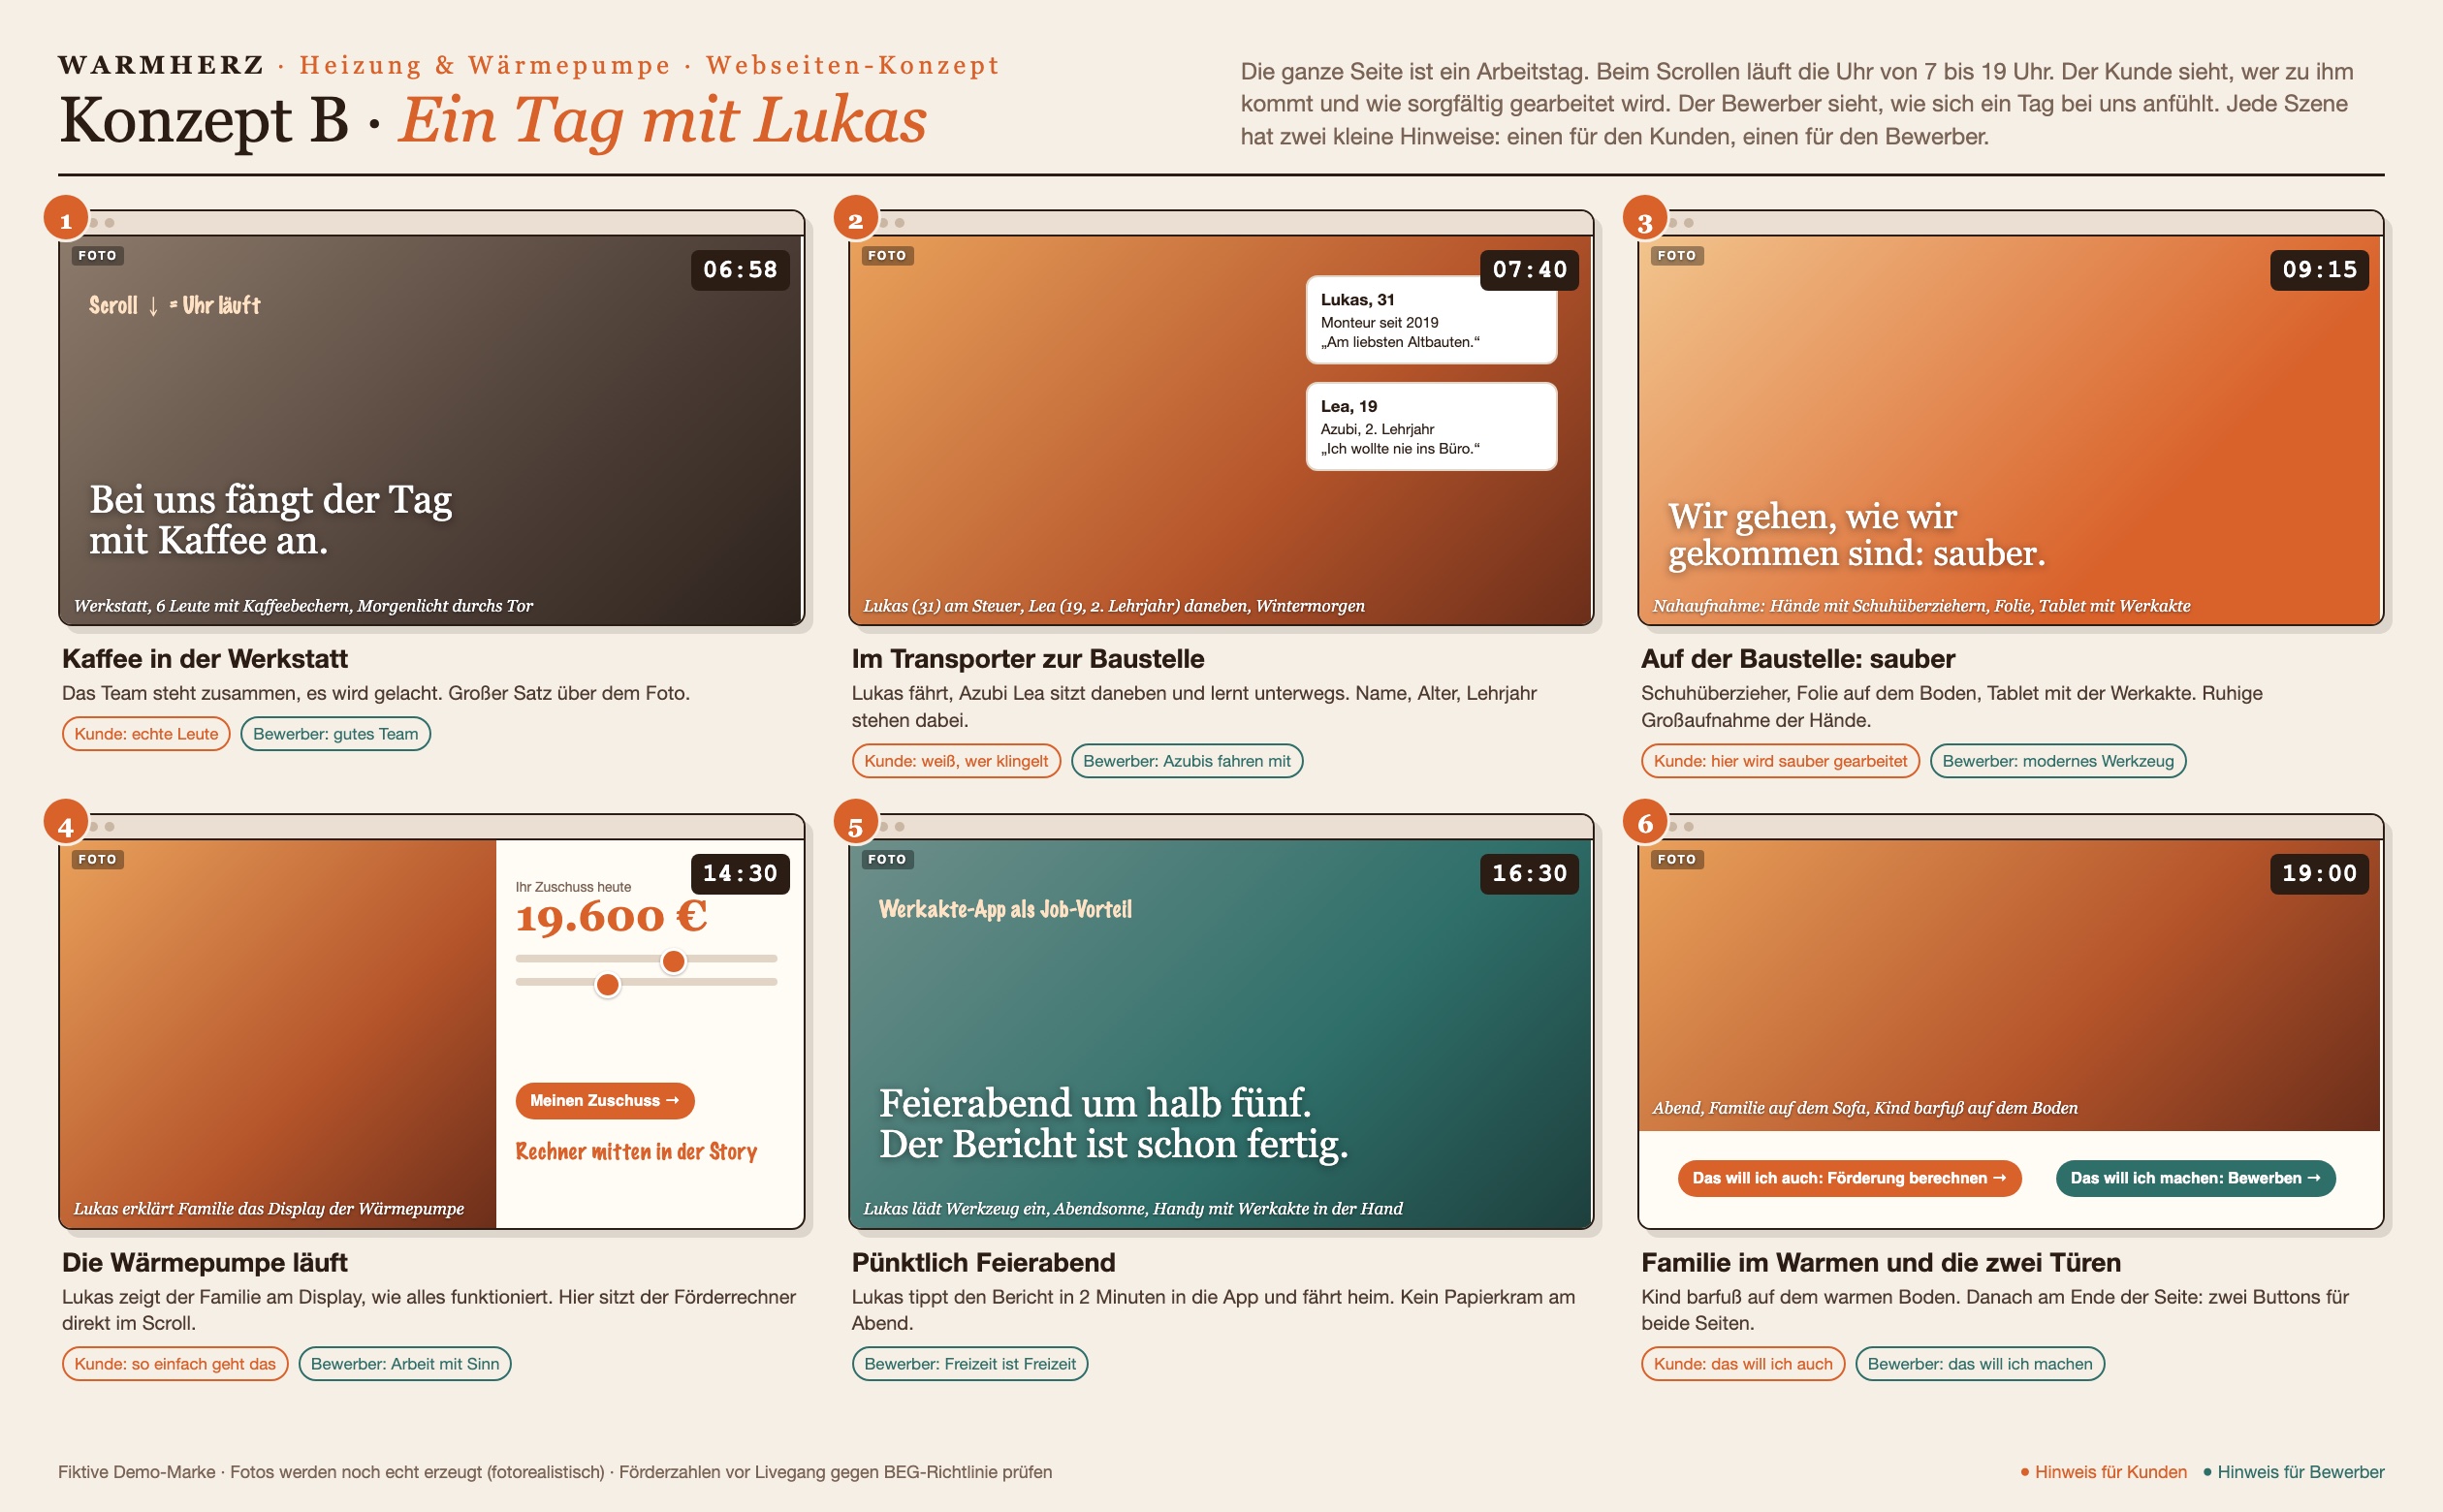 WARMHERZ · Heizung & Wärmepumpe · Webseiten-Konzept
Konzept B · Ein Tag mit Lukas
Die ganze Seite ist ein Arbeitstag. Beim Scrollen läuft die Uhr von 7 bis 19 Uhr. Der Kunde sieht, wer zu ihm
kommt und wie sorgfältig gearbeitet wird. Der Bewerber sieht, wie sich ein Tag bei uns anfühlt. Jede Szene
hat zwei kleine Hinweise: einen für den Kunden, einen für den Bewerber.
1
FOTO
06:58
Scroll ↓ = Uhr läuft
Bei uns fängt der Tag
mit Kaffee an.
Werkstatt, 6 Leute mit Kaffeebechern, Morgenlicht durchs Tor
Kaffee in der Werkstatt
Das Team steht zusammen, es wird gelacht. Großer Satz über dem Foto.
Kunde: echte Leute
Bewerber: gutes Team
2
FOTO
07:40
Lukas, 31
Monteur seit 2019
„Am liebsten Altbauten.“
Lea, 19
Azubi, 2. Lehrjahr
„Ich wollte nie ins Büro.“
Lukas (31) am Steuer, Lea (19, 2. Lehrjahr) daneben, Wintermorgen
Im Transporter zur Baustelle
Lukas fährt, Azubi Lea sitzt daneben und lernt unterwegs. Name, Alter, Lehrjahr
stehen dabei.
Kunde: weiß, wer klingelt
Bewerber: Azubis fahren mit
3
FOTO
09:15
Wir gehen, wie wir
gekommen sind: sauber.
Nahaufnahme: Hände mit Schuhüberziehern, Folie, Tablet mit Werkakte
Auf der Baustelle: sauber
Schuhüberzieher, Folie auf dem Boden, Tablet mit der Werkakte. Ruhige
Großaufnahme der Hände.
Kunde: hier wird sauber gearbeitet
Bewerber: modernes Werkzeug
4
FOTO
14:30
Ihr Zuschuss heute
19.600 €
Meinen Zuschuss →
Rechner mitten in der Story
Lukas erklärt Familie das Display der Wärmepumpe
Die Wärmepumpe läuft
Lukas zeigt der Familie am Display, wie alles funktioniert. Hier sitzt der Förderrechner
direkt im Scroll.
Kunde: so einfach geht das
Bewerber: Arbeit mit Sinn
5
FOTO
16:30
Werkakte-App als Job-Vorteil
Feierabend um halb fünf.
Der Bericht ist schon fertig.
Lukas lädt Werkzeug ein, Abendsonne, Handy mit Werkakte in der Hand
Pünktlich Feierabend
Lukas tippt den Bericht in 2 Minuten in die App und fährt heim. Kein Papierkram am
Abend.
Bewerber: Freizeit ist Freizeit
6
FOTO
19:00
Abend, Familie auf dem Sofa, Kind barfuß auf dem Boden
Das will ich auch: Förderung berechnen →
Das will ich machen: Bewerben →
Familie im Warmen und die zwei Türen
Kind barfuß auf dem warmen Boden. Danach am Ende der Seite: zwei Buttons für
beide Seiten.
Kunde: das will ich auch
Bewerber: das will ich machen
Fiktive Demo-Marke · Fotos werden noch echt erzeugt (fotorealistisch) · Förderzahlen vor Livegang gegen BEG-Richtlinie prüfen
● Hinweis für Kunden ● Hinweis für Bewerber